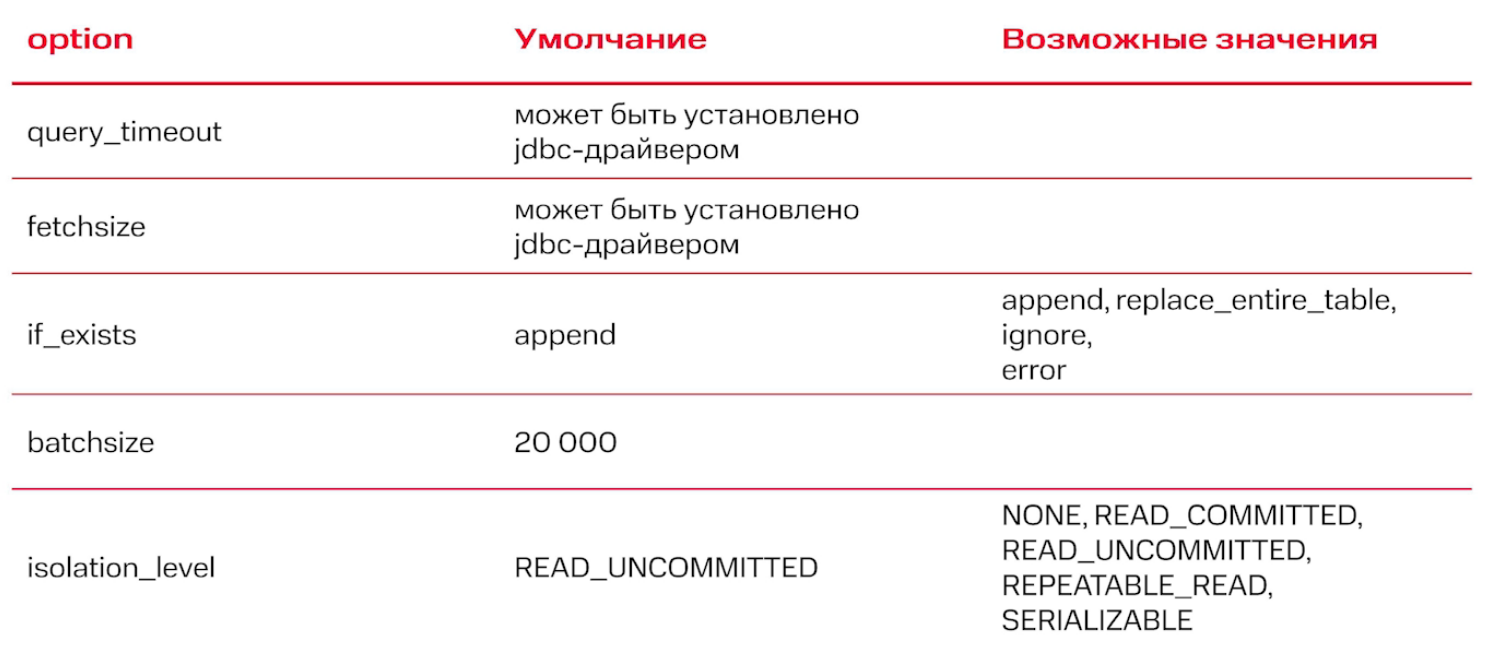 option Умолчание Возможные значения
query_timeout
может быть установлено
jdbc-драйвером
fetchsize
может быть установлено
jdbc-драйвером
if_exists
append
append, replace_entire_table,
ignore,
error
batchsize
20 000
isolation_level
READ_UNCOMMITTED
NONE, READ_COMMITTED,
READ_UNCOMMITTED,
REPEATABLE_READ,
SERIALIZABLE